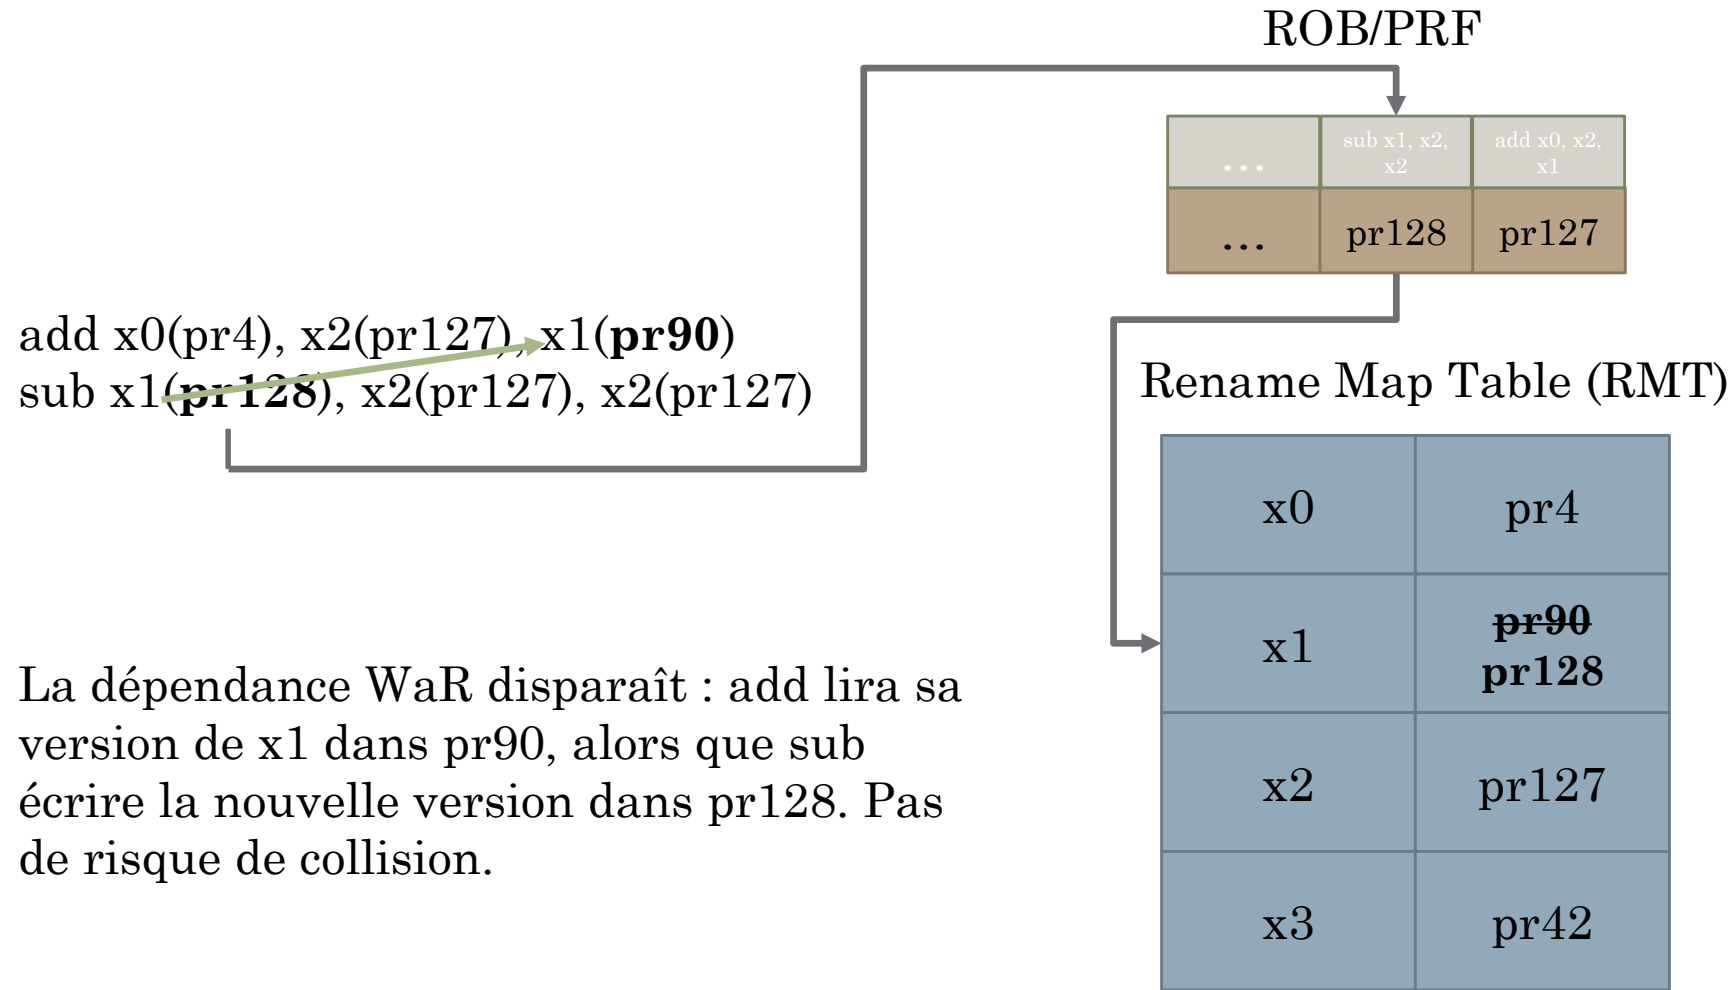 ROB/PRF
...
sub x1, x2,
x2
add x0, x2,
x1
...
pr128
pr127
add x0(pr4), x2(pr127), x1(pr90)
sub x1(pr128), x2(pr127), x2(pr127)
Rename Map Table (RMT)
x0
pr4
x1
pr90
pr128
x2
pr127
x3
pr42
La dépendance WaR disparaît : add lira sa
version de x1 dans pr90, alors que sub
écrire la nouvelle version dans pr128. Pas
de risque de collision.